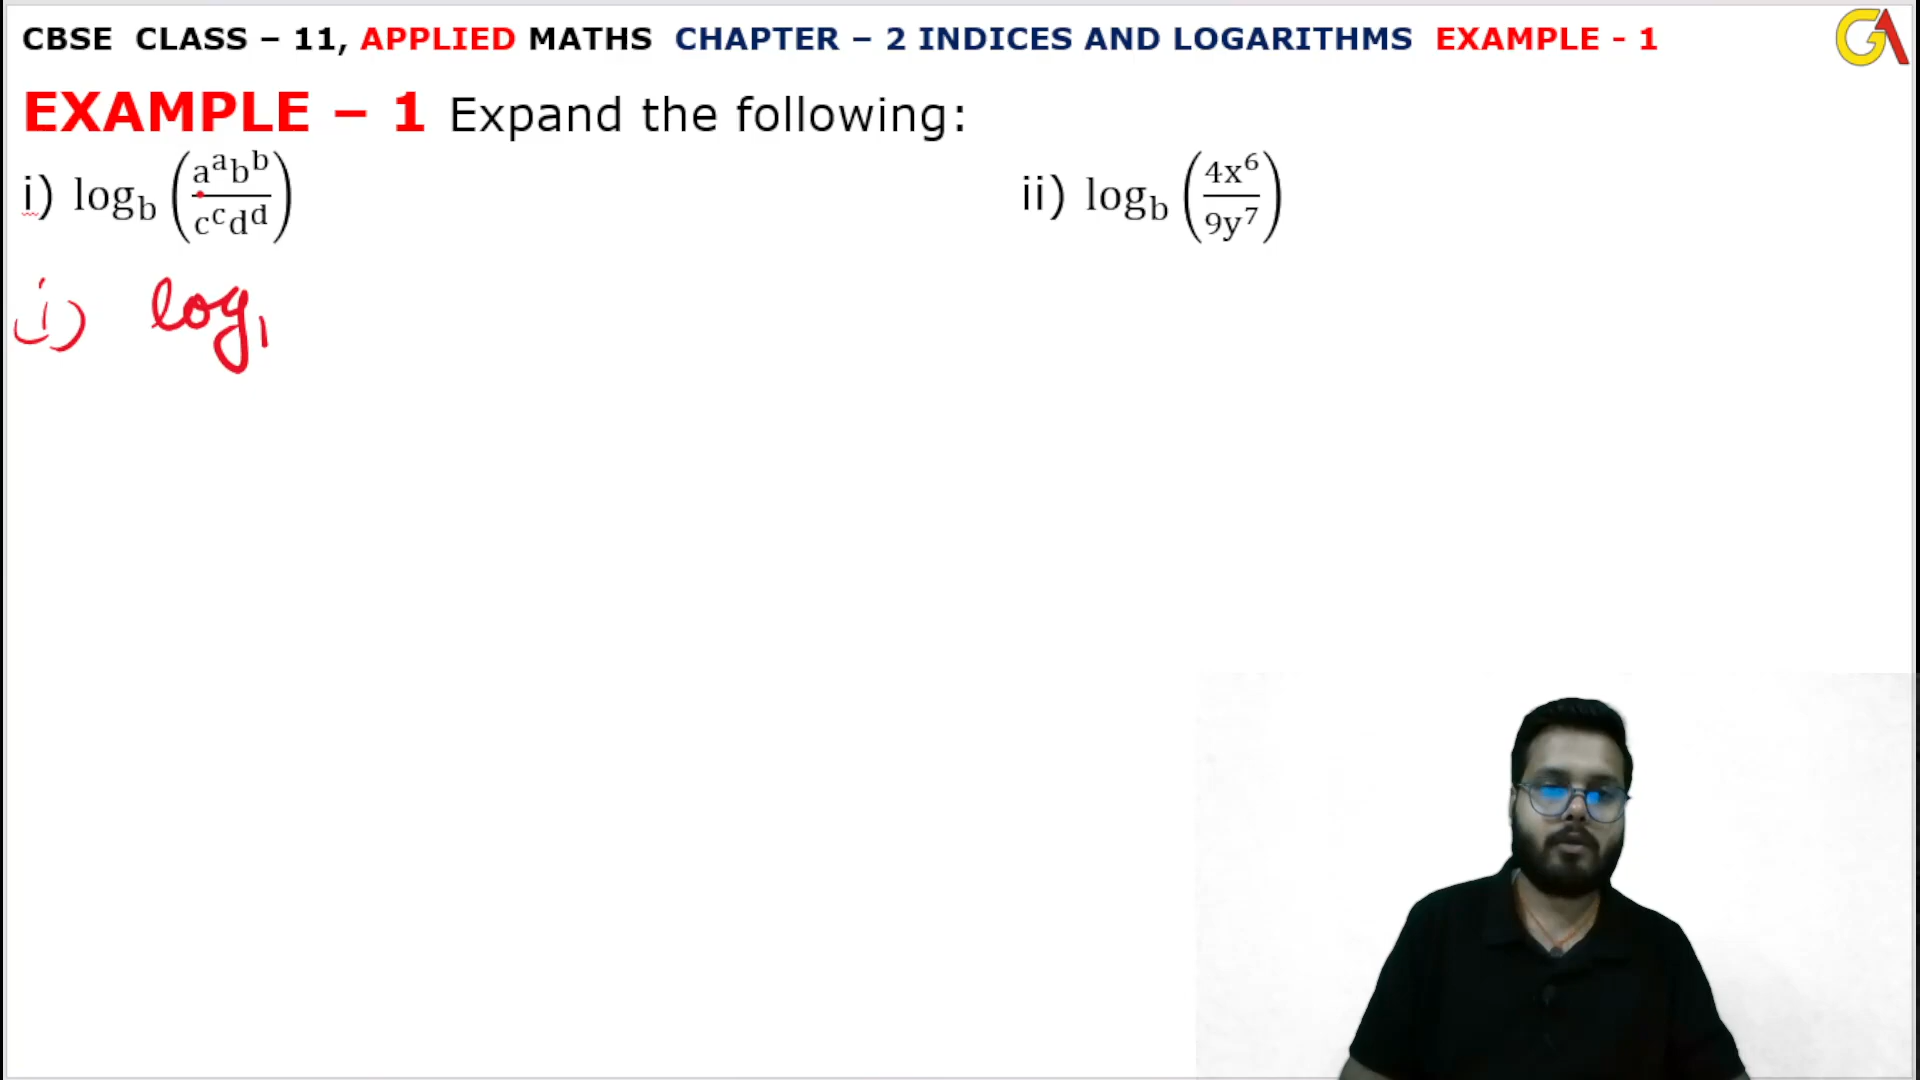 CBSE CLASS – 11, APPLIED MATHS CHAPTER – 2 INDICES AND LOGARITHMS EXAMPLE - 1
GA
EXAMPLE – 1 Expand the following:
i) log_b (a^a b^b / c^c d^d) ii) log_b (4x^6 / 9y^7)
i) log